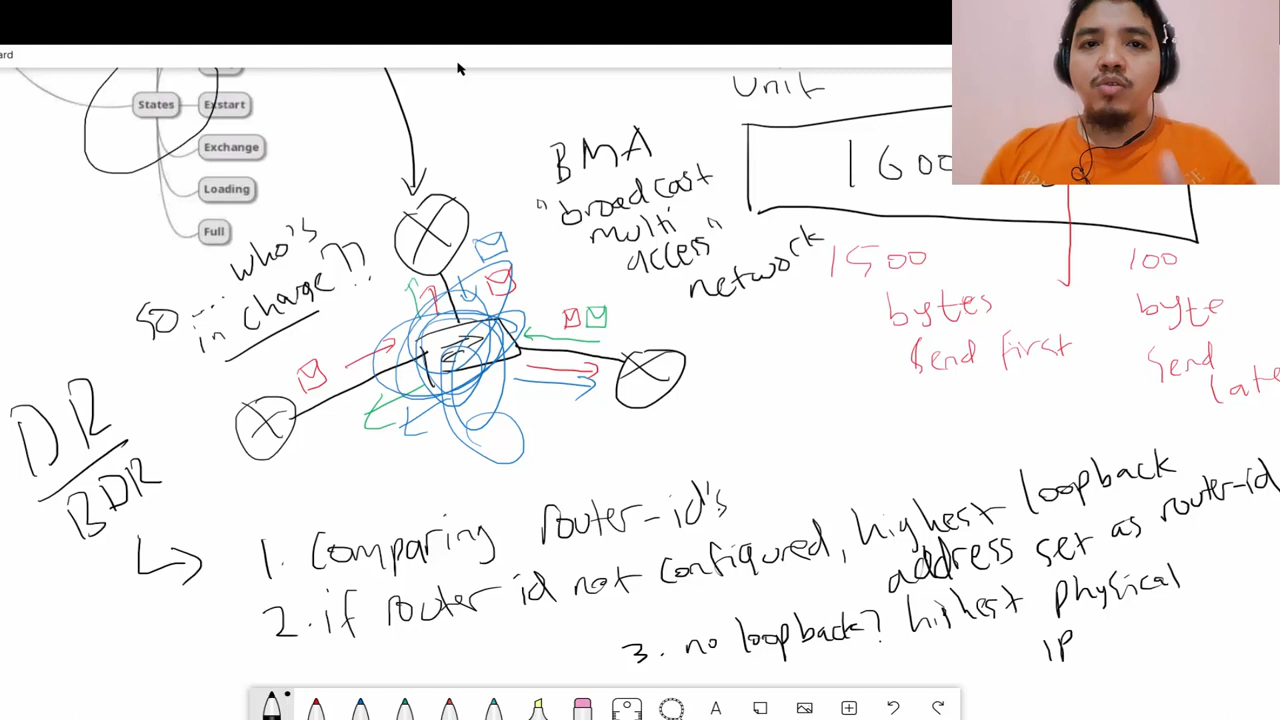 ard
States
Exstart
Exchange
Loading
Full
Unit
1600
BMA
"broadcast
multi
access"
network
1500
bytes
Send first
100
byte
Send
late
so... who's
in charge??
DR
BDR
1. Comparing router-id's
2. if router id not configured, highest loopback
address set as router-id
3. no loopback? highest physical
IP
A